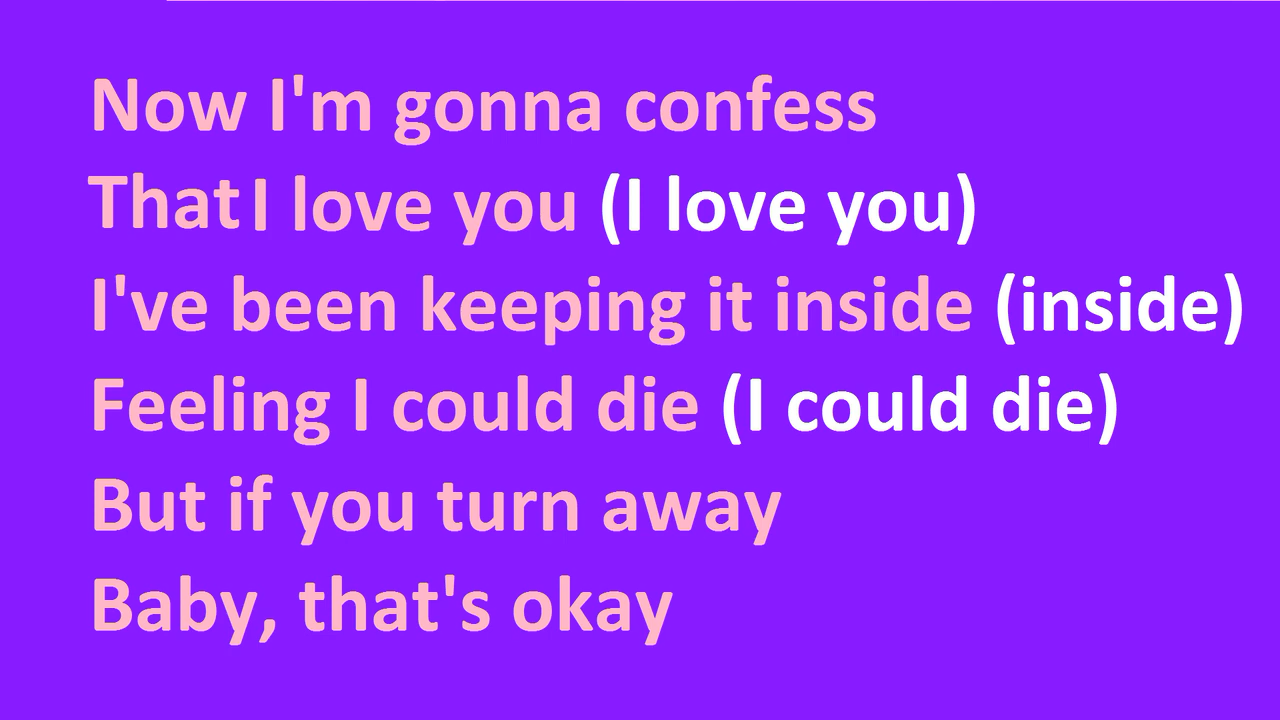 Now I'm gonna confess
That I love you (I love you)
I've been keeping it inside (inside)
Feeling I could die (I could die)
But if you turn away
Baby, that's okay